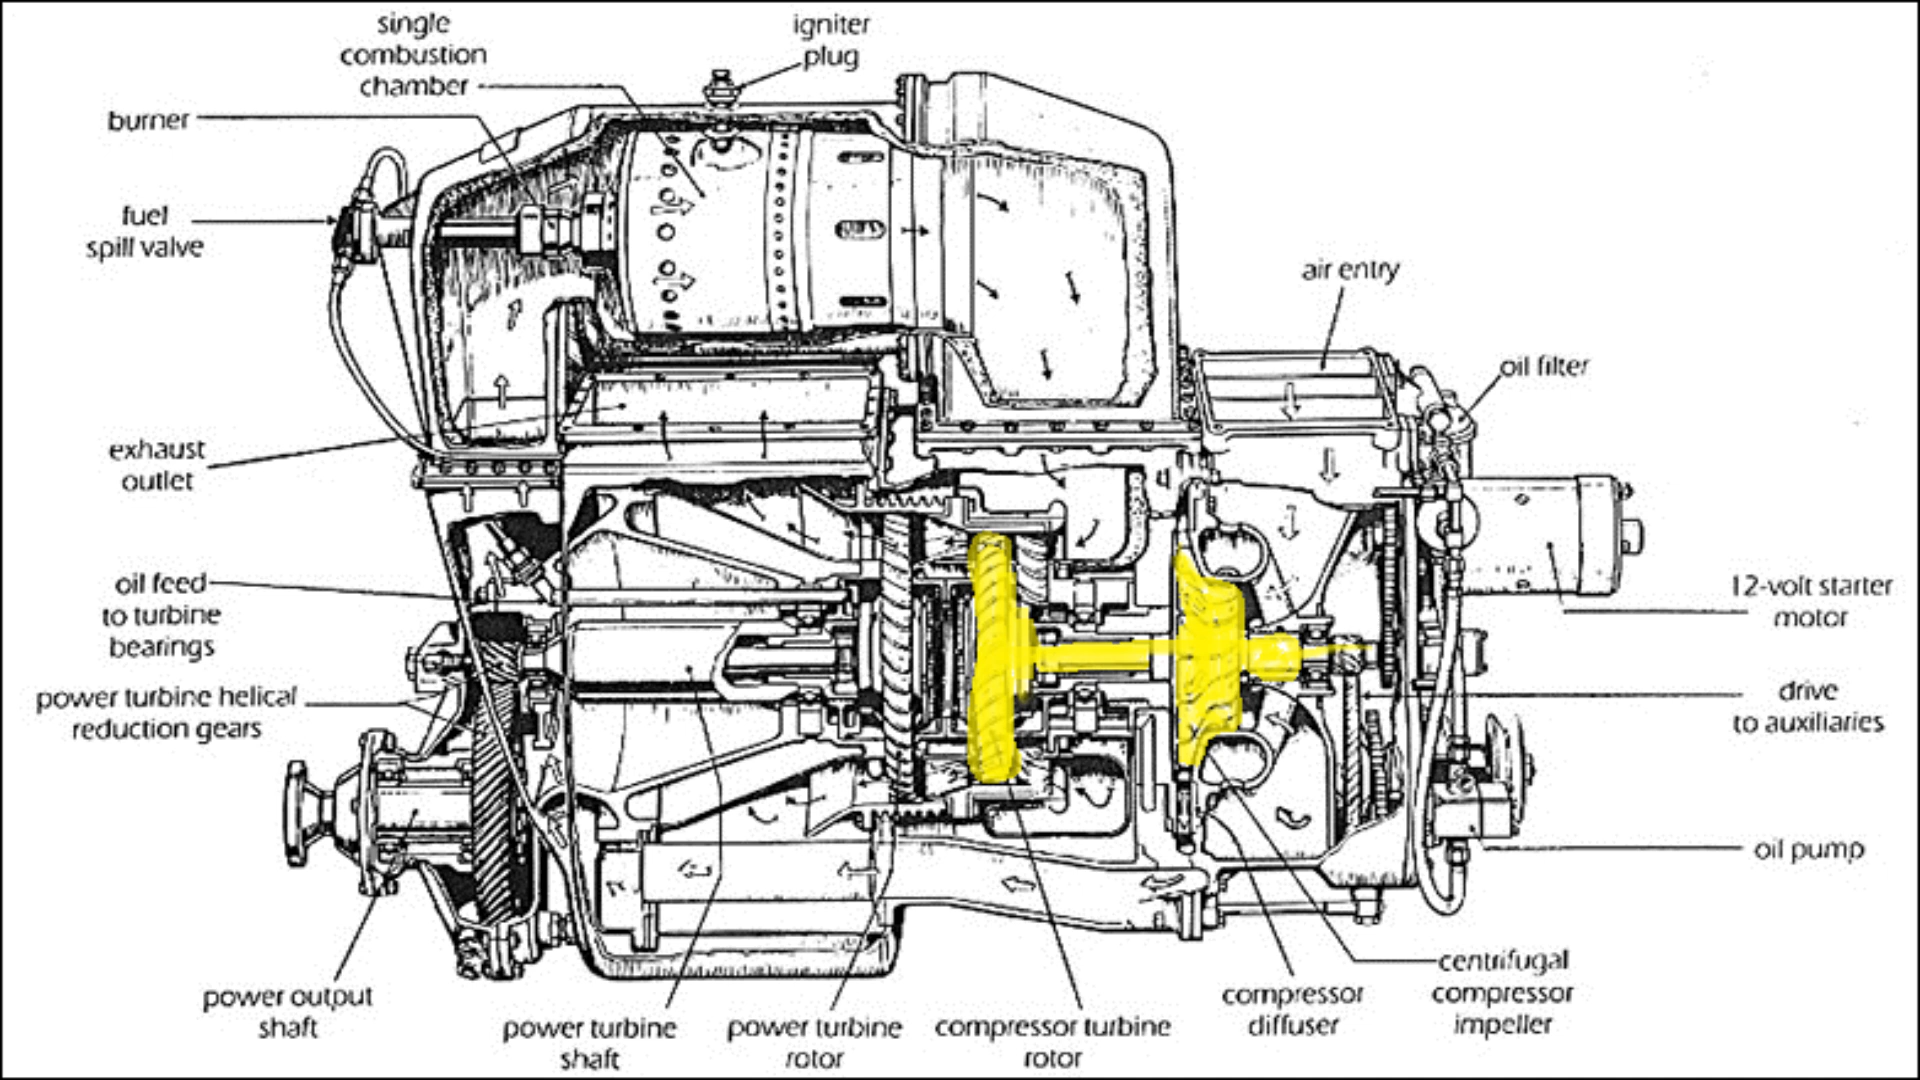 single
combustion
chamber
igniter
plug
burner
fuel
spill valve
air entry
oil filter
exhaust
outlet
oil feed
to turbine
bearings
12-volt starter
motor
power turbine helical
reduction gears
drive
to auxiliaries
oil pump
power output
shaft
power turbine
shaft
power turbine
rotor
compressor turbine
rotor
compressor
diffuser
centrifugal
compressor
impeller